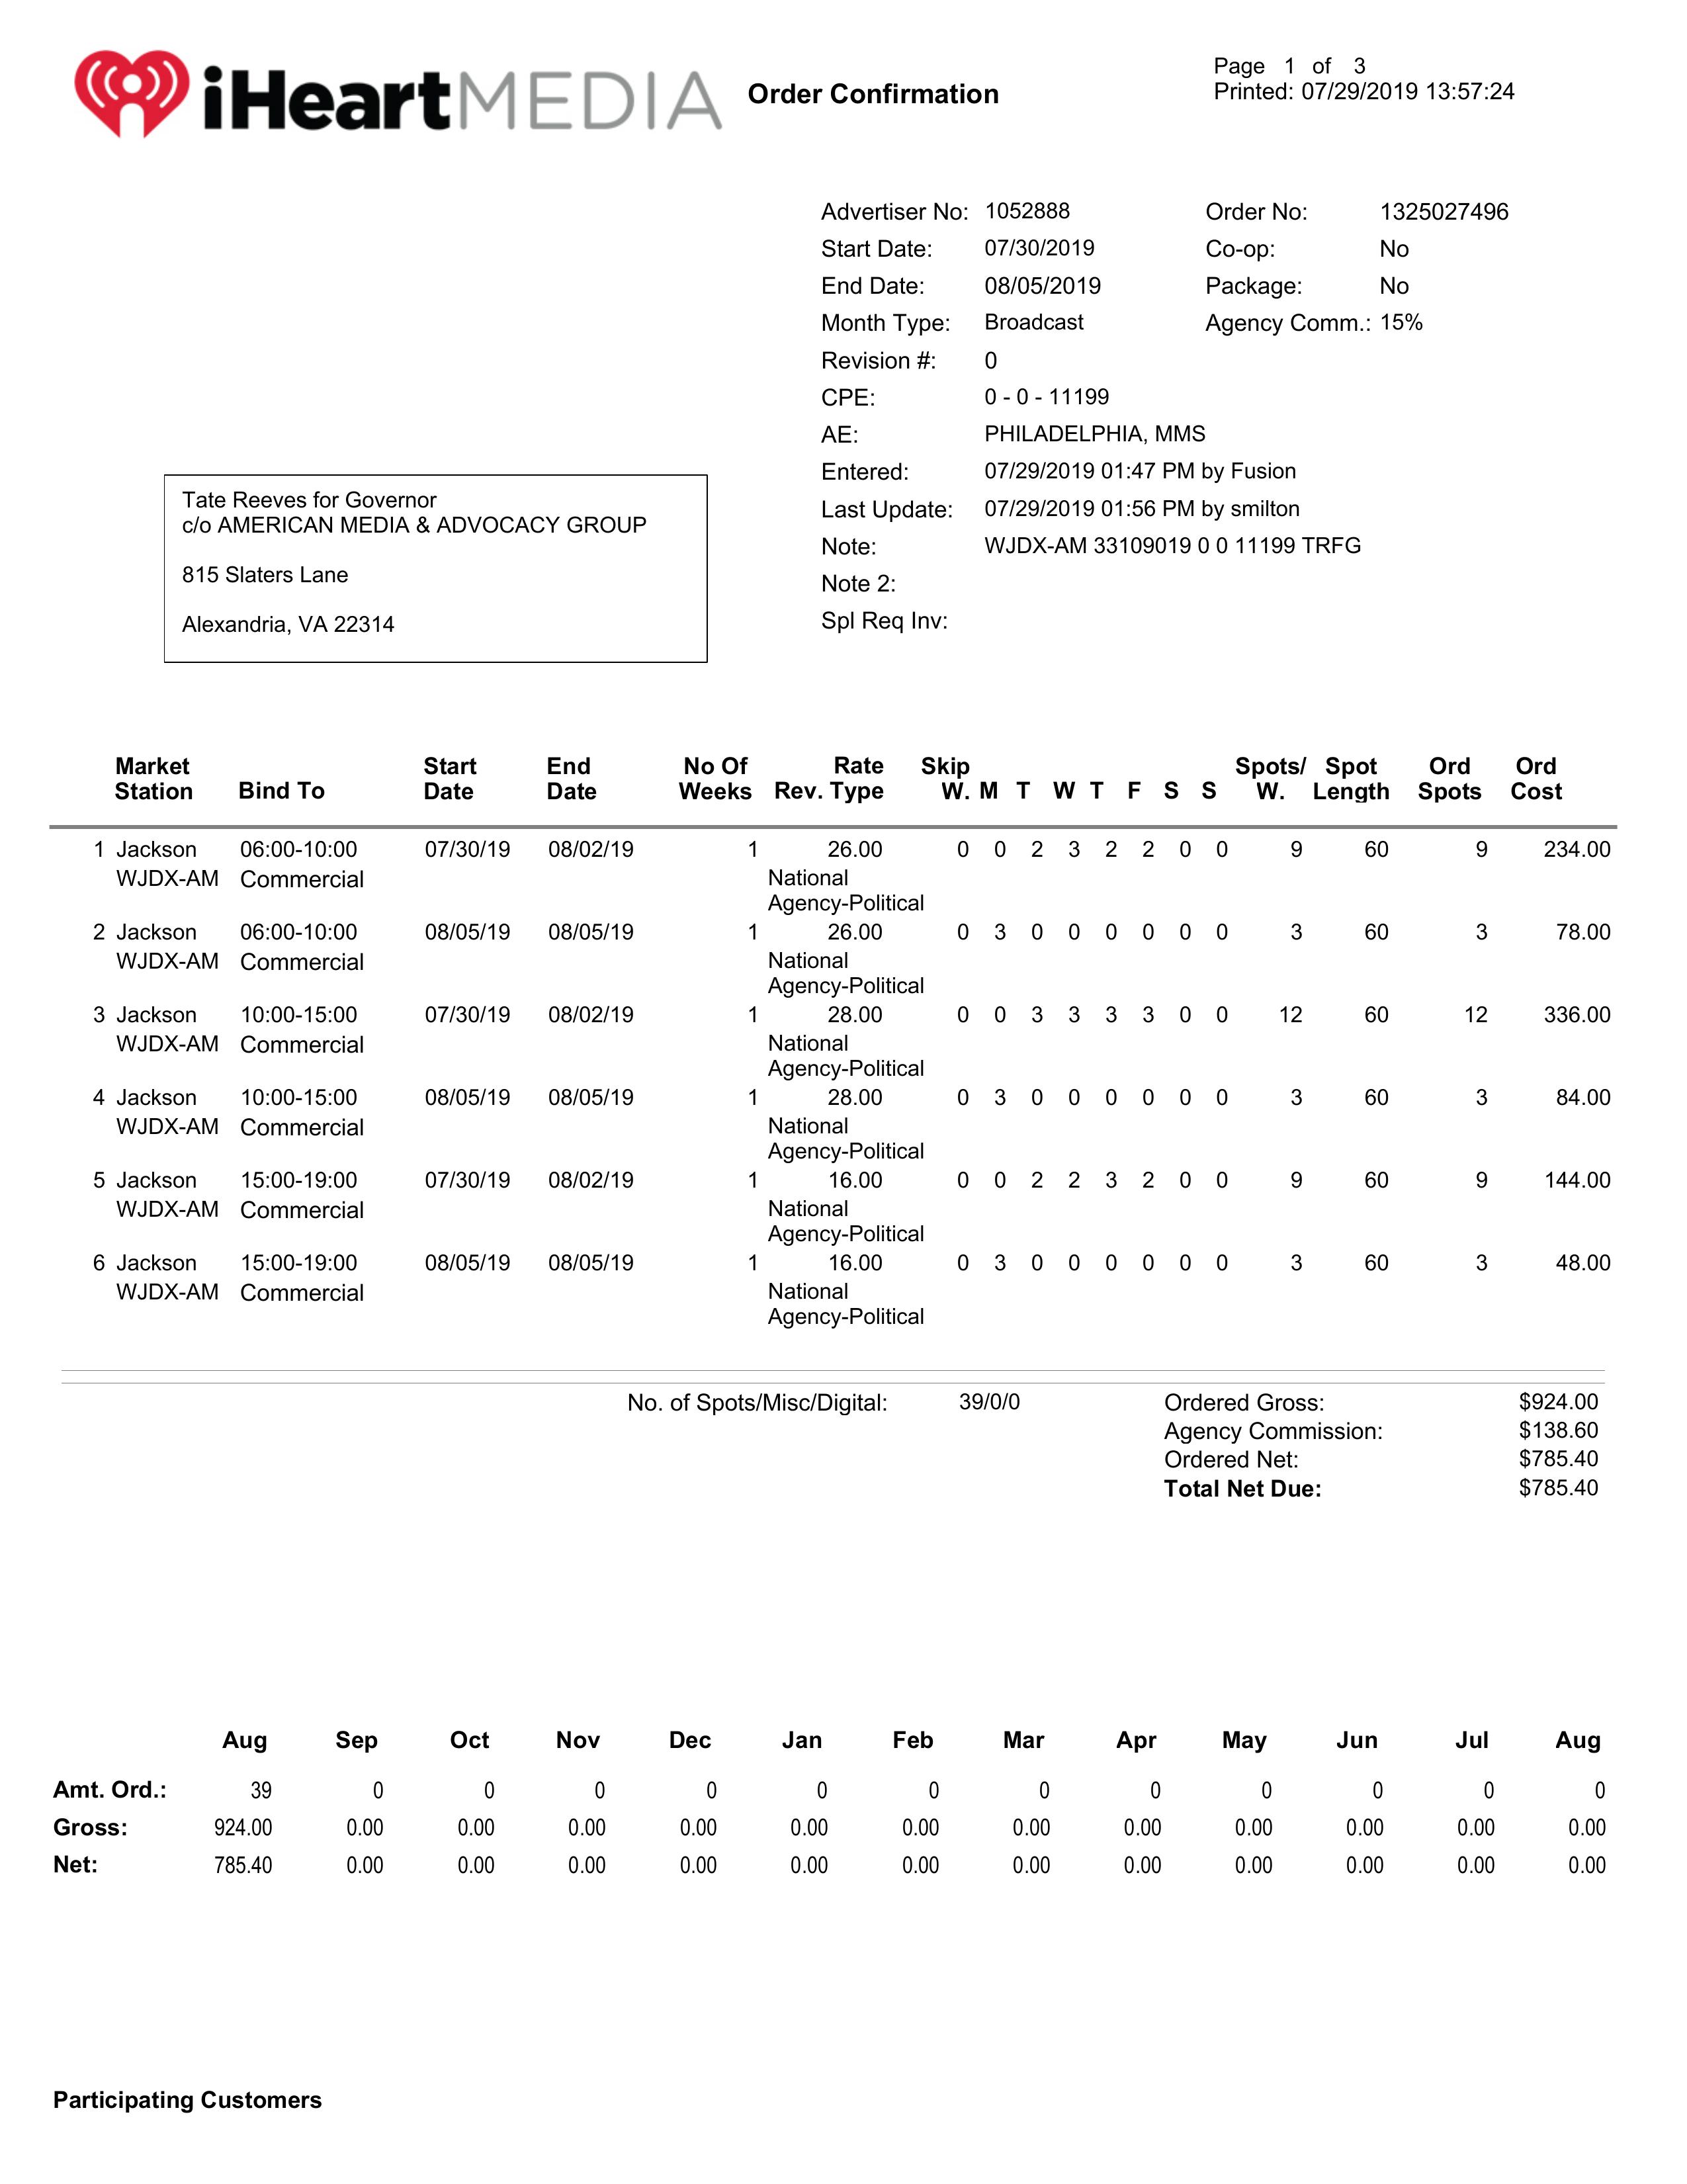 iHeartMEDIA
Order Confirmation
Page 1 of 3
Printed: 07/29/2019 13:57:24
Advertiser No: 1052888 Order No: 1325027496
Start Date: 07/30/2019 Co-op: No
End Date: 08/05/2019 Package: No
Month Type: Broadcast Agency Comm.: 15%
Revision #: 0
CPE: 0 - 0 - 11199
AE: PHILADELPHIA, MMS
Entered: 07/29/2019 01:47 PM by Fusion
Last Update: 07/29/2019 01:56 PM by smilton
Note: WJDX-AM 33109019 0 0 11199 TRFG
Note 2:
Spl Req Inv:
Tate Reeves for Governor
c/o AMERICAN MEDIA & ADVOCACY GROUP
815 Slaters Lane
Alexandria, VA 22314
Market Start End No Of Rate Skip Spots/ Spot Ord Ord
Station Bind To Date Date Weeks Rev. Type W. M T W T F S S W. Length Spots Cost
1 Jackson 06:00-10:00 07/30/19 08/02/19 1 26.00 0 0 2 3 2 2 0 0 9 60 9 234.00
WJDX-AM Commercial National
Agency-Political
2 Jackson 06:00-10:00 08/05/19 08/05/19 1 26.00 0 3 0 0 0 0 0 0 3 60 3 78.00
WJDX-AM Commercial National
Agency-Political
3 Jackson 10:00-15:00 07/30/19 08/02/19 1 28.00 0 0 3 3 3 3 0 0 12 60 12 336.00
WJDX-AM Commercial National
Agency-Political
4 Jackson 10:00-15:00 08/05/19 08/05/19 1 28.00 0 3 0 0 0 0 0 0 3 60 3 84.00
WJDX-AM Commercial National
Agency-Political
5 Jackson 15:00-19:00 07/30/19 08/02/19 1 16.00 0 0 2 2 3 2 0 0 9 60 9 144.00
WJDX-AM Commercial National
Agency-Political
6 Jackson 15:00-19:00 08/05/19 08/05/19 1 16.00 0 3 0 0 0 0 0 0 3 60 3 48.00
WJDX-AM Commercial National
Agency-Political
No. of Spots/Misc/Digital: 39/0/0 Ordered Gross: $924.00
Agency Commission: $138.60
Ordered Net: $785.40
Total Net Due: $785.40
Aug Sep Oct Nov Dec Jan Feb Mar Apr May Jun Jul Aug
Amt. Ord.: 39 0 0 0 0 0 0 0 0 0 0 0 0
Gross: 924.00 0.00 0.00 0.00 0.00 0.00 0.00 0.00 0.00 0.00 0.00 0.00 0.00
Net: 785.40 0.00 0.00 0.00 0.00 0.00 0.00 0.00 0.00 0.00 0.00 0.00 0.00
Participating Customers